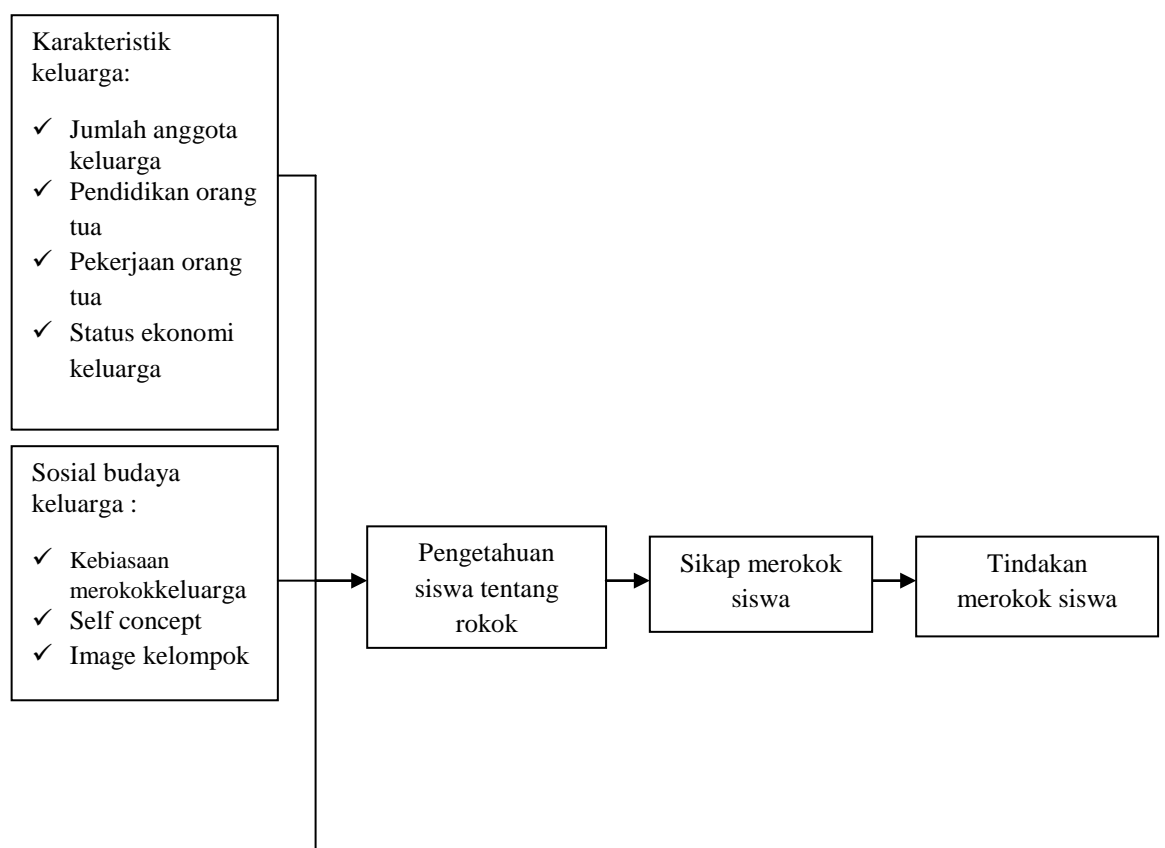 Karakteristik
keluarga:
✓ Jumlah anggota
keluarga
✓ Pendidikan orang
tua
✓ Pekerjaan orang
tua
✓ Status ekonomi
keluarga
Sosial budaya
keluarga :
✓ Kebiasaan
merokokkeluarga
✓ Self concept
✓ Image kelompok
Pengetahuan
siswa tentang
rokok
Sikap merokok
siswa
Tindakan
merokok siswa